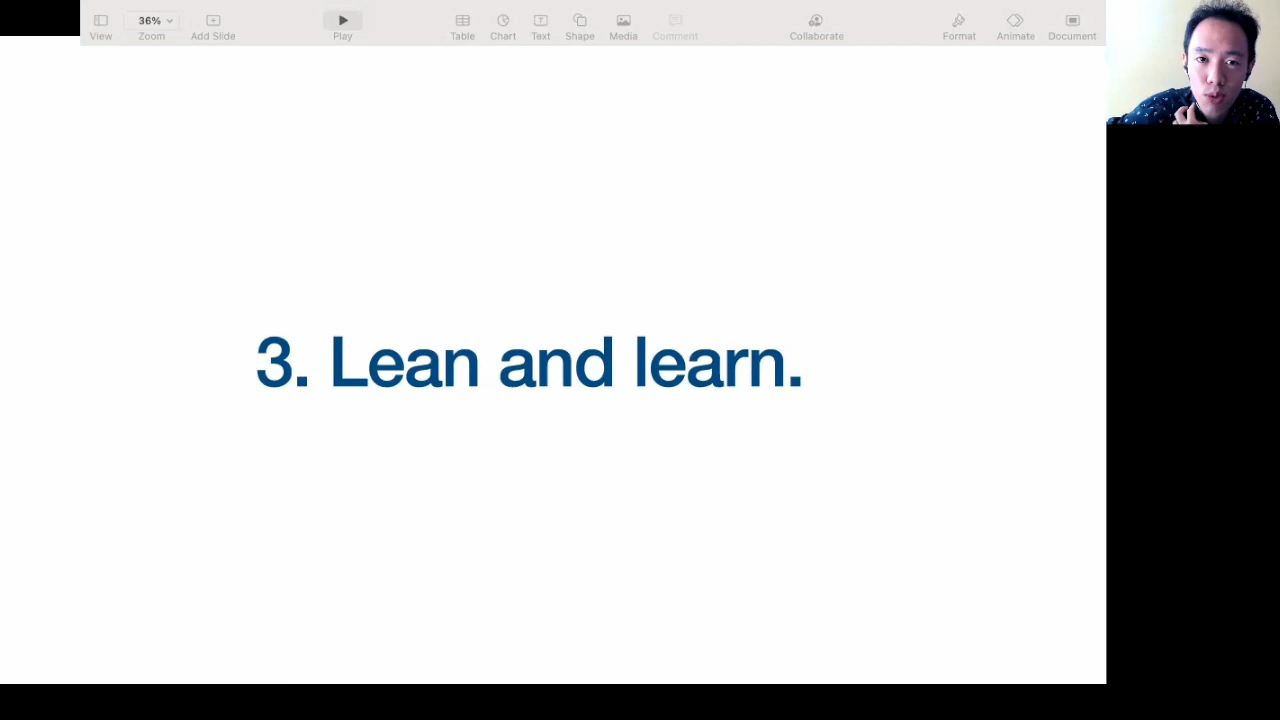 36%
View
Zoom
Add Slide
Play
Table
Chart
Text
Shape
Media
Comment
Collaborate
Format
Animate
Document
3. Lean and learn.